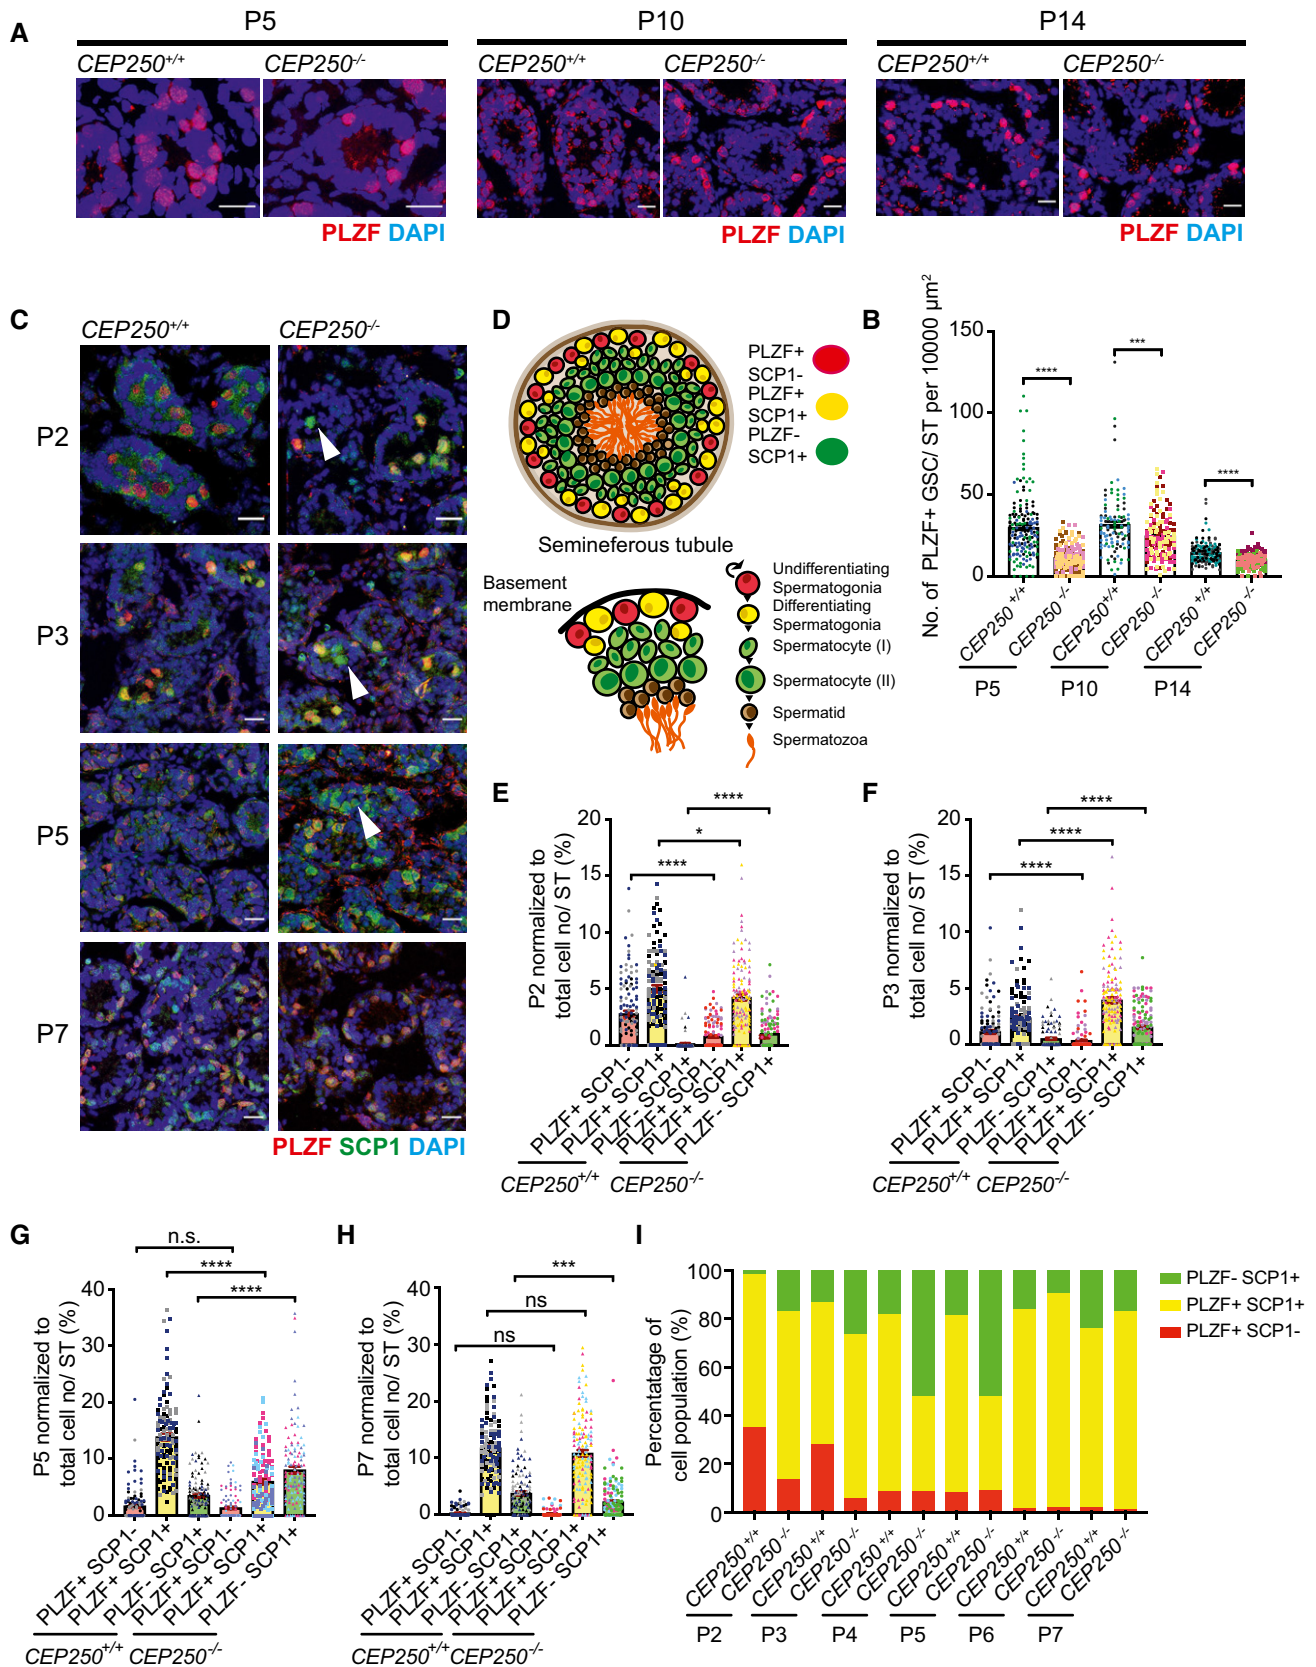 A
P5
P10
P14
CEP250+/+
CEP250-/-
CEP250+/+
CEP250-/-
CEP250+/+
CEP250-/-
PLZF DAPI
PLZF DAPI
PLZF DAPI
C
CEP250+/+
CEP250-/-
P2
P3
P5
P7
PLZF SCP1 DAPI
D
PLZF+
SCP1-
PLZF+
SCP1+
PLZF-
SCP1+
Semineferous tubule
Basement
membrane
Undifferentiating
Spermatogonia
Differentiating
Spermatogonia
Spermatocyte (I)
Spermatocyte (II)
Spermatid
Spermatozoa
B
No. of PLZF+ GSC/ ST per 10000 µm²
150
100
50
0
****
***
****
CEP250+/+
CEP250-/-
CEP250+/+
CEP250-/-
CEP250+/+
CEP250-/-
P5
P10
P14
E
P2 normalized to
total cell no/ ST (%)
20
15
10
5
0
****
*
****
PLZF+ SCP1-
PLZF+ SCP1+
PLZF- SCP1+
PLZF+ SCP1-
PLZF+ SCP1+
PLZF- SCP1+
CEP250+/+
CEP250-/-
F
P3 normalized to
total cell no/ ST (%)
20
15
10
5
0
****
****
****
PLZF+ SCP1-
PLZF+ SCP1+
PLZF- SCP1+
PLZF+ SCP1-
PLZF+ SCP1+
PLZF- SCP1+
CEP250+/+
CEP250-/-
G
P5 normalized to
total cell no/ ST (%)
40
30
20
10
0
n.s.
****
****
PLZF+ SCP1-
PLZF+ SCP1+
PLZF- SCP1+
PLZF+ SCP1-
PLZF+ SCP1+
PLZF- SCP1+
CEP250+/+
CEP250-/-
H
P7 normalized to
total cell no/ ST (%)
40
30
20
10
0
***
ns
ns
PLZF+ SCP1-
PLZF+ SCP1+
PLZF- SCP1+
PLZF+ SCP1-
PLZF+ SCP1+
PLZF- SCP1+
CEP250+/+
CEP250-/-
I
Percentatage of
cell population (%)
100
80
60
40
20
0
PLZF- SCP1+
PLZF+ SCP1+
PLZF+ SCP1-
CEP250+/+
CEP250-/-
CEP250+/+
CEP250-/-
CEP250+/+
CEP250-/-
CEP250+/+
CEP250-/-
CEP250+/+
CEP250-/-
CEP250+/+
CEP250-/-
P2
P3
P4
P5
P6
P7